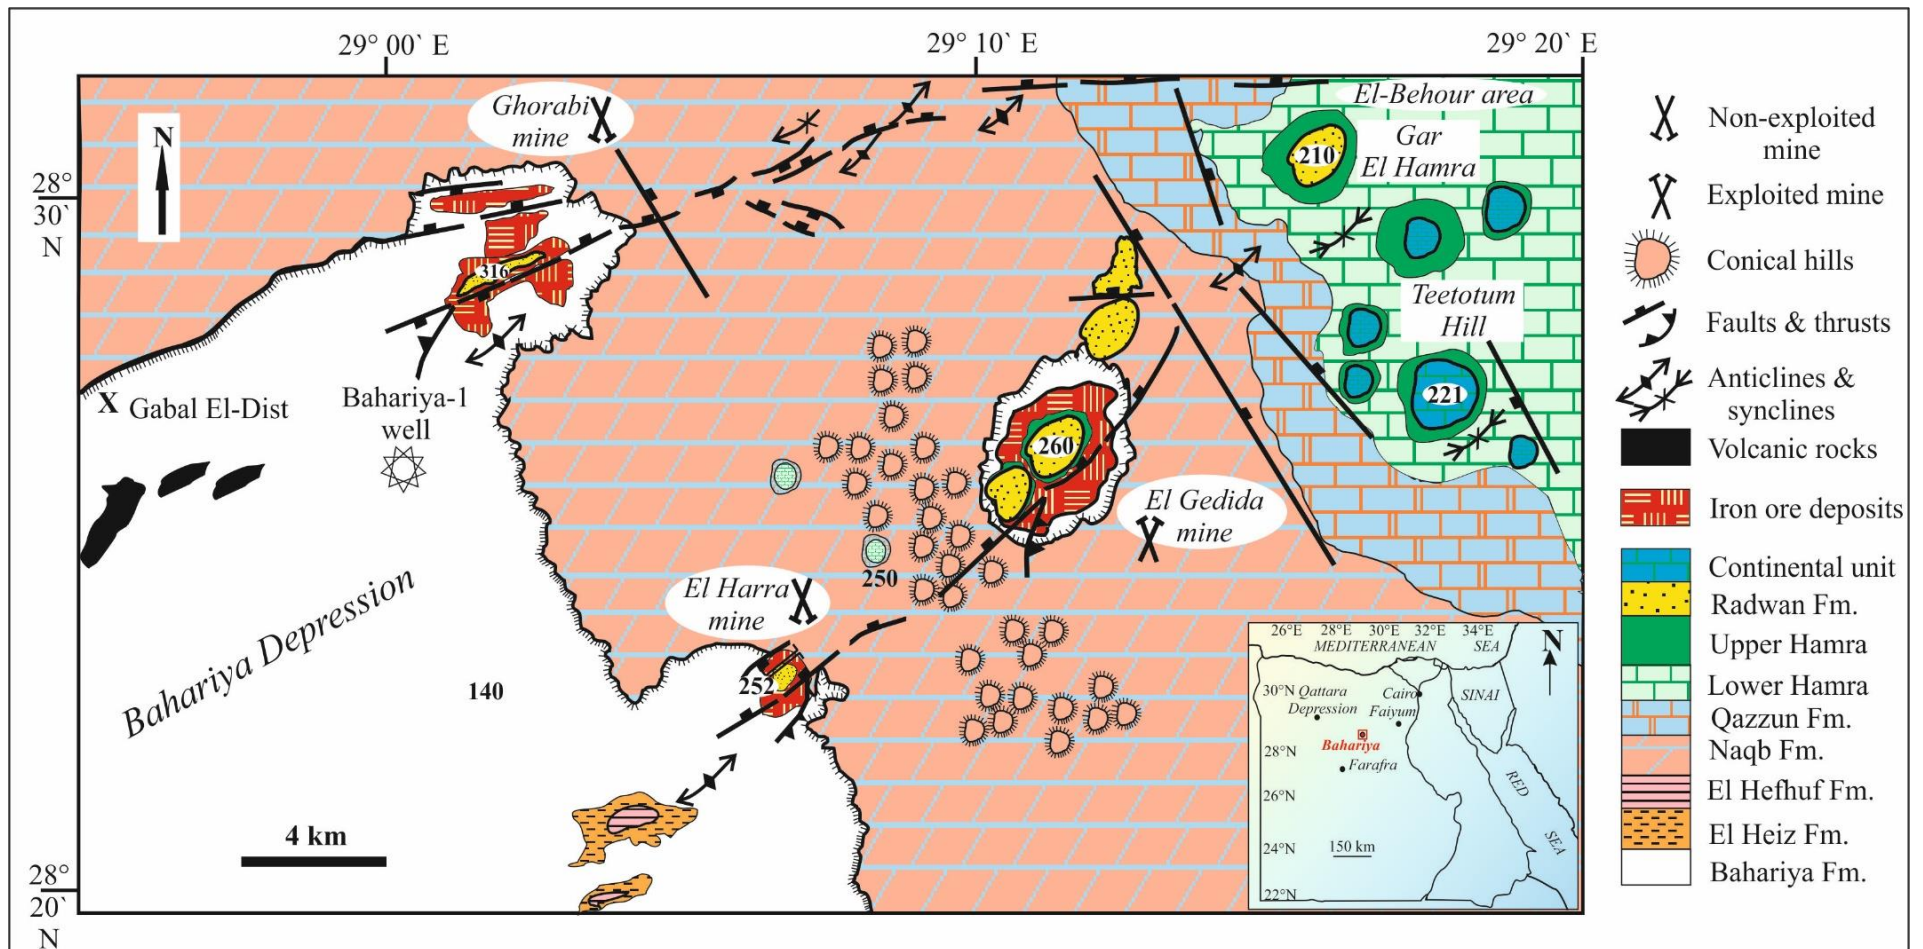 29° 00` E
29° 10` E
29° 20` E
28°
30`
N
28°
20`
N
N
Ghorabi
mine
El-Behour area
Gar
El Hamra
210
316
Teetotum
Hill
221
X Gabal El-Dist
Bahariya-1
well
260
El Gedida
mine
250
El Harra
mine
252
140
Bahariya Depression
4 km
26°E 28°E 30°E 32°E 34°E
MEDITERRANEAN SEA
N
30°N Qattara
Depression
Cairo
Faiyum
SINAI
28°N
Bahariya
Farafra
26°N
RED
SEA
24°N
150 km
22°N
Non-exploited
mine
Exploited mine
Conical hills
Faults & thrusts
Anticlines &
synclines
Volcanic rocks
Iron ore deposits
Continental unit
Radwan Fm.
Upper Hamra
Lower Hamra
Qazzun Fm.
Naqb Fm.
El Hefhuf Fm.
El Heiz Fm.
Bahariya Fm.